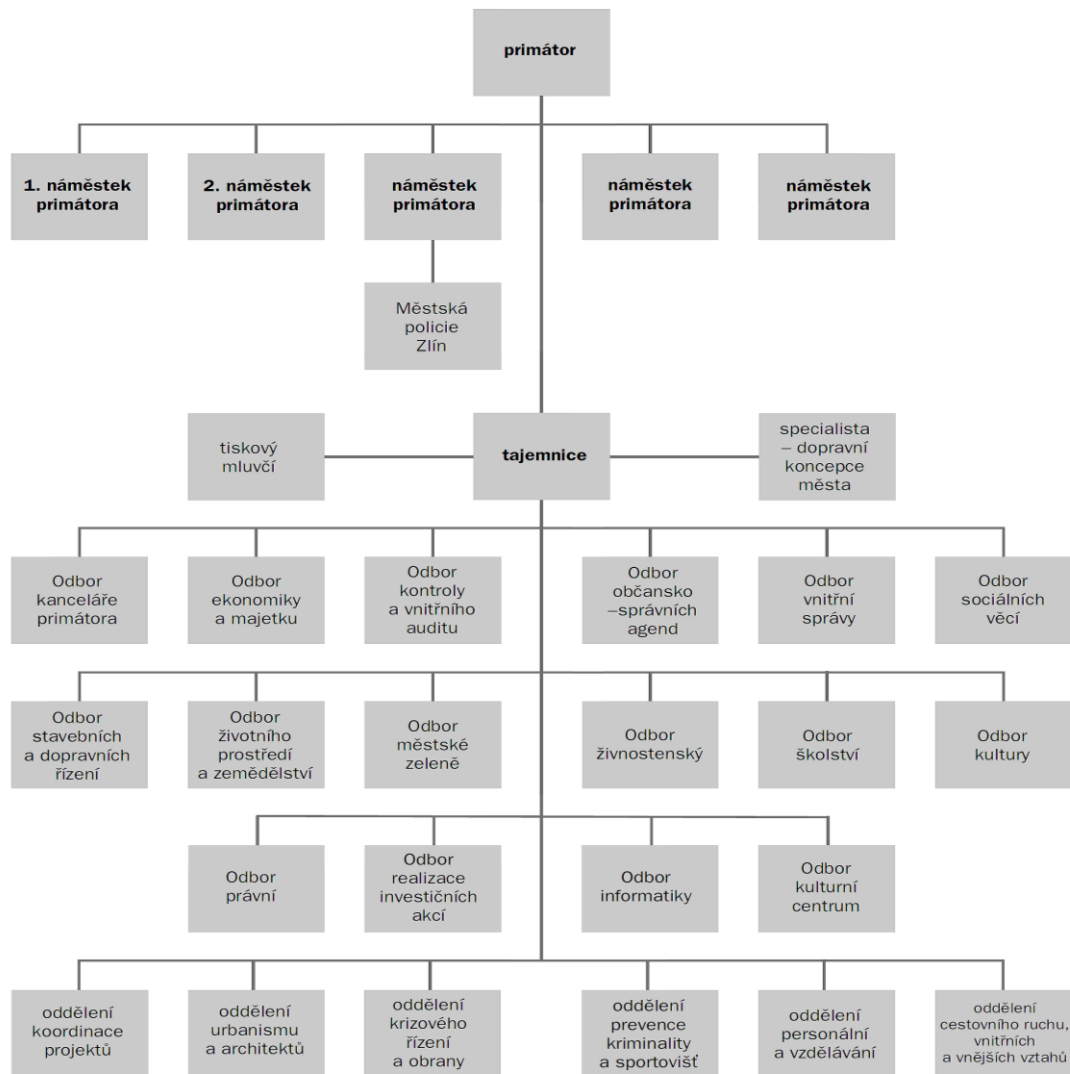 primátor
1. náměstek
primátora
2. náměstek
primátora
náměstek
primátora
náměstek
primátora
náměstek
primátora
Městská
policie
Zlín
tiskový
mluvčí
tajemnice
specialista
– dopravní
koncepce
města
Odbor
kanceláře
primátora
Odbor
ekonomiky
a majetku
Odbor
kontroly
a vnitřního
auditu
Odbor
občansko
–správních
agend
Odbor
vnitřní
správy
Odbor
sociálních
věcí
Odbor
stavebních
a dopravních
řízení
Odbor
životního
prostředí
a zemědělství
Odbor
městské
zeleně
Odbor
živnostenský
Odbor
školství
Odbor
kultury
Odbor
právní
Odbor
realizace
investičních
akcí
Odbor
informatiky
Odbor
kulturní
centrum
oddělení
koordinace
projektů
oddělení
urbanismu
a architektů
oddělení
krizového
řízení
a obrany
oddělení
prevence
kriminality
a sportovišť
oddělení
personální
a vzdělávání
oddělení
cestovního ruchu,
vnitřních
a vnějších vztahů